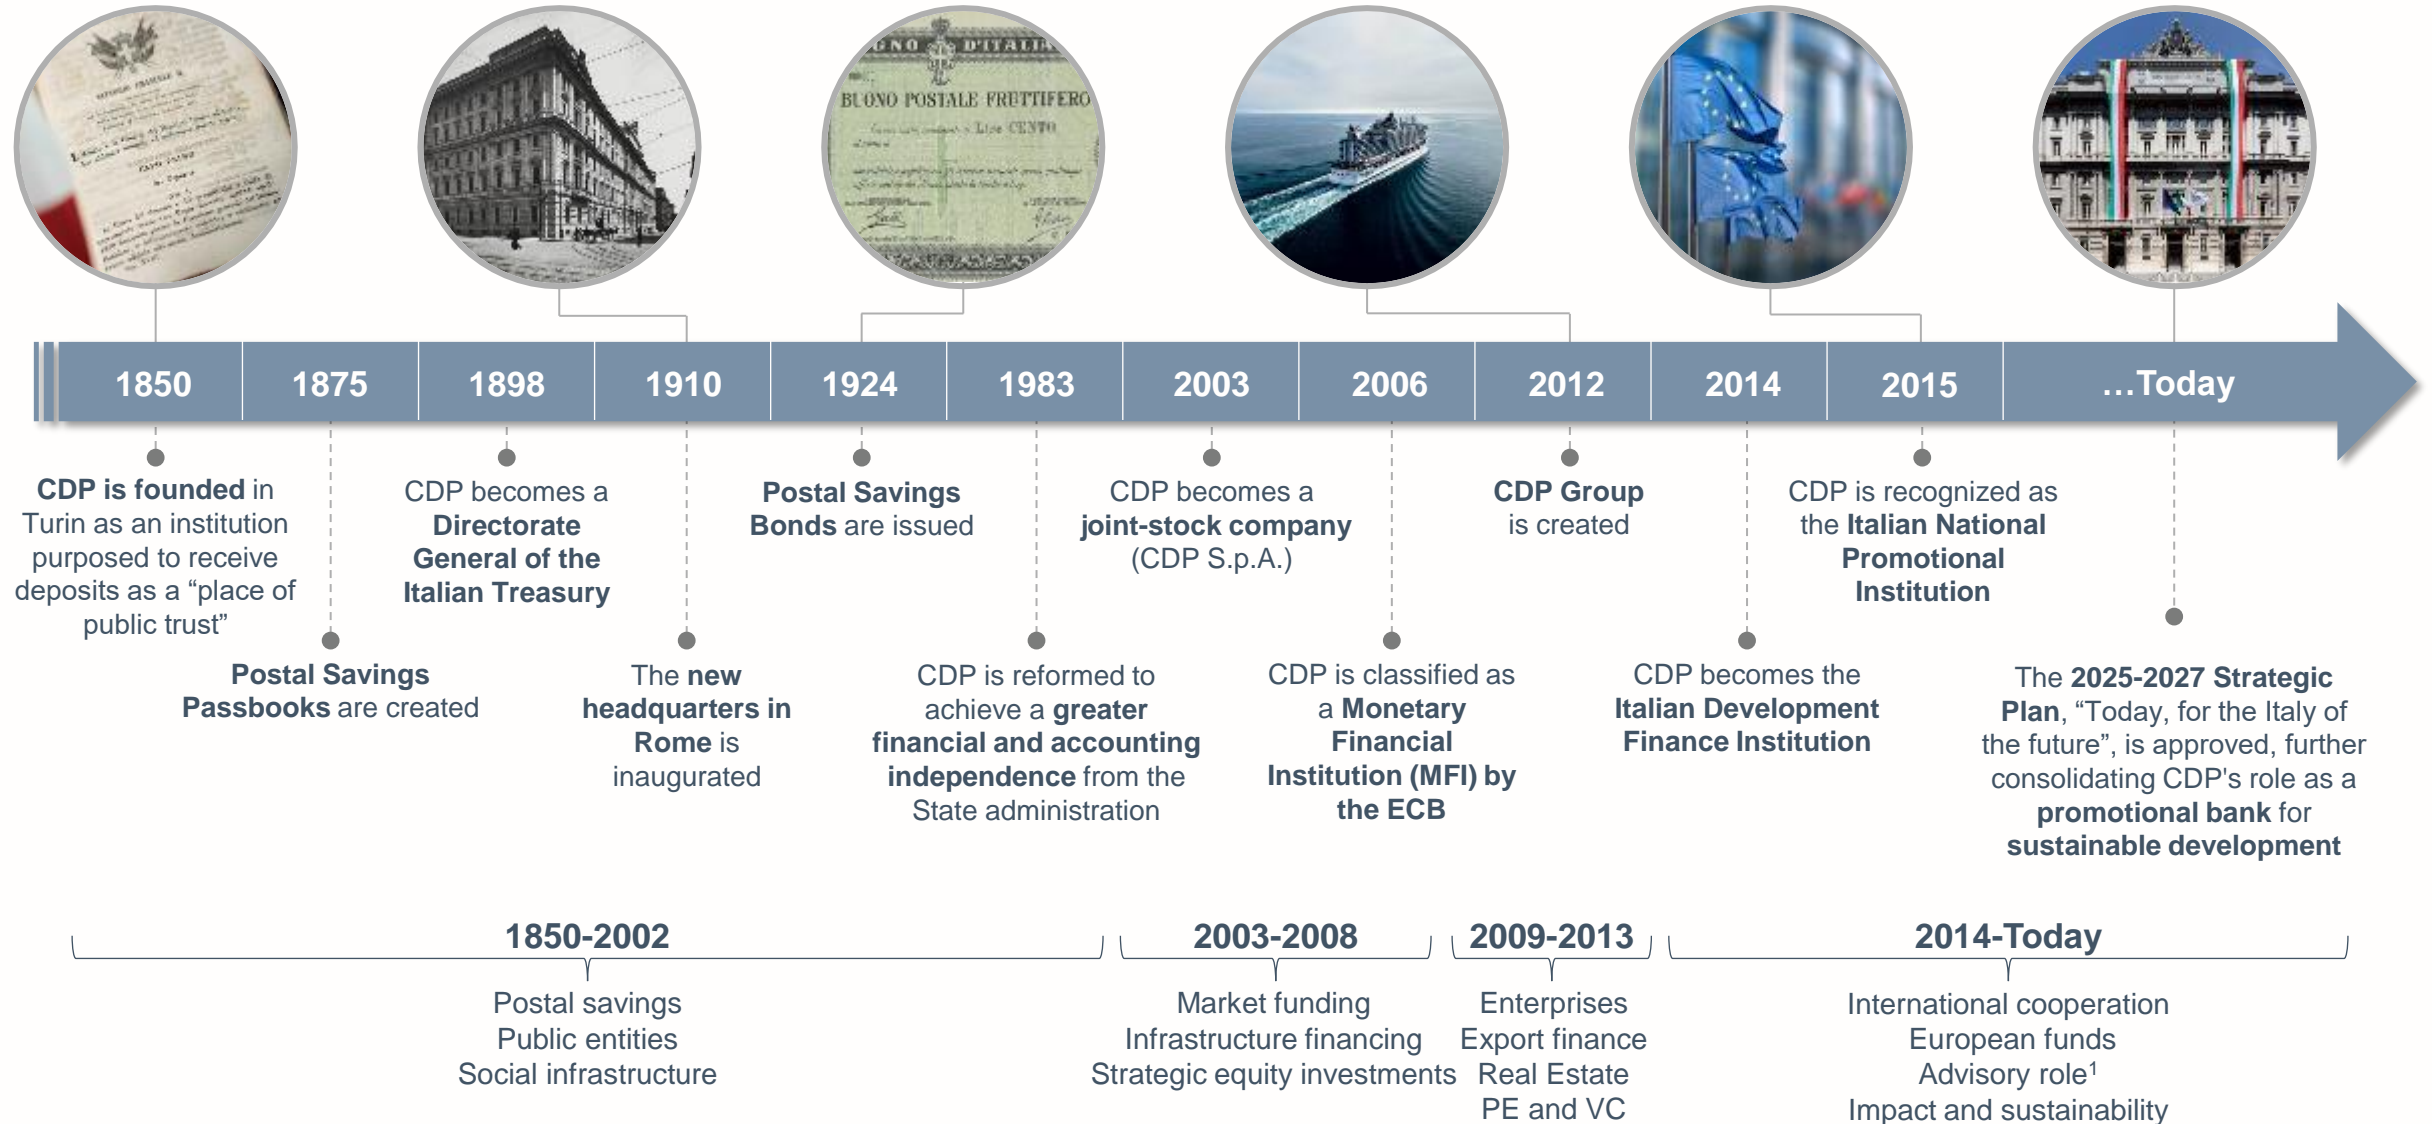 GNO D'ITALI
BUONO POSTALE FRUTTIFERO
Lire CENTO
1850
1875
1898
1910
1924
1983
2003
2006
2012
2014
2015
…Today
CDP is founded in
Turin as an institution
purposed to receive
deposits as a “place of
public trust”
Postal Savings
Passbooks are created
CDP becomes a
Directorate
General of the
Italian Treasury
The new
headquarters in
Rome is
inaugurated
Postal Savings
Bonds are issued
CDP is reformed to
achieve a greater
financial and accounting
independence from the
State administration
CDP becomes a
joint-stock company
(CDP S.p.A.)
CDP is classified as
a Monetary
Financial
Institution (MFI) by
the ECB
CDP Group
is created
CDP becomes the
Italian Development
Finance Institution
CDP is recognized as
the Italian National
Promotional
Institution
The 2025-2027 Strategic
Plan, “Today, for the Italy of
the future”, is approved, further
consolidating CDP's role as a
promotional bank for
sustainable development
1850-2002
Postal savings
Public entities
Social infrastructure
2003-2008
Market funding
Infrastructure financing
Strategic equity investments
2009-2013
Enterprises
Export finance
Real Estate
PE and VC
2014-Today
International cooperation
European funds
Advisory role¹
Impact and sustainability